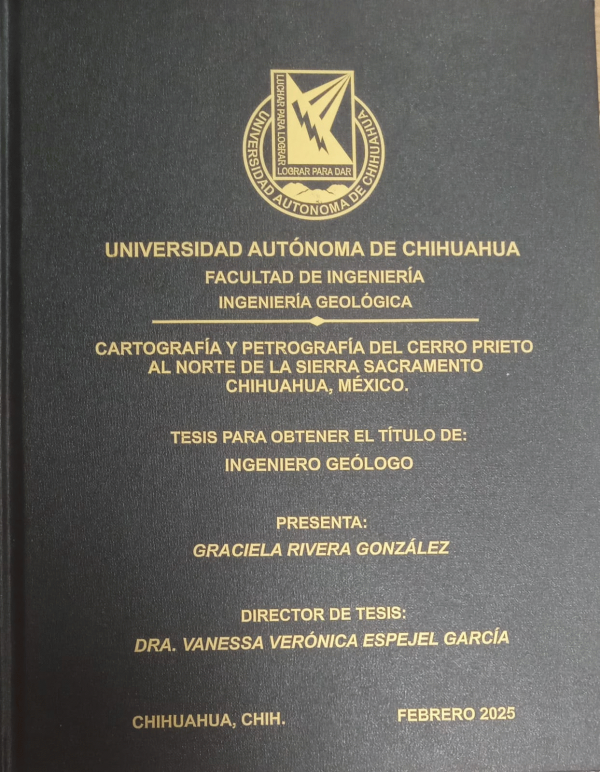 LUCHAR PARA LOGRAR
LOGRAR PARA DAR
UNIVERSIDAD AUTONOMA DE CHIHUAHUA
UNIVERSIDAD AUTÓNOMA DE CHIHUAHUA
FACULTAD DE INGENIERÍA
INGENIERÍA GEOLÓGICA
CARTOGRAFÍA Y PETROGRAFÍA DEL CERRO PRIETO
AL NORTE DE LA SIERRA SACRAMENTO
CHIHUAHUA, MÉXICO.
TESIS PARA OBTENER EL TÍTULO DE:
INGENIERO GEÓLOGO
PRESENTA:
GRACIELA RIVERA GONZÁLEZ
DIRECTOR DE TESIS:
DRA. VANESSA VERÓNICA ESPEJEL GARCÍA
CHIHUAHUA, CHIH. FEBRERO 2025